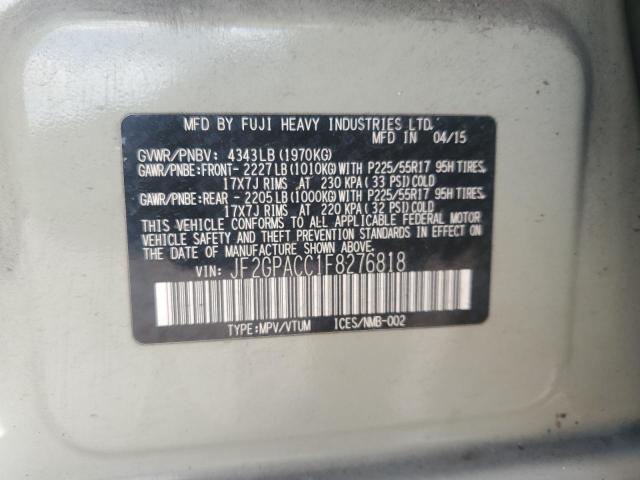 MFD BY FUJI HEAVY INDUSTRIES LTD.
MFD IN 04/15
GVWR/PNBV: 4343LB (1970KG)
GAWR/PNBE:FRONT- 2227LB (1010KG)WITH P225/55R17 95H TIRES,
17X7J RIMS AT 230 KPA (33 PSI)COLD
GAWR/PNBE:REAR - 2205LB (1000KG)WITH P225/55R17 95H TIRES,
17X7J RIMS AT 220 KPA (32 PSI)COLD
THIS VEHICLE CONFORMS TO ALL APPLICABLE FEDERAL MOTOR
VEHICLE SAFETY AND THEFT PREVENTION STANDARDS IN EFFECT ON
THE DATE OF MANUFACTURE SHOWN ABOVE.
VIN: JF2GPACC1F8276818
TYPE:MPV/VTUM ICES/NMB-002